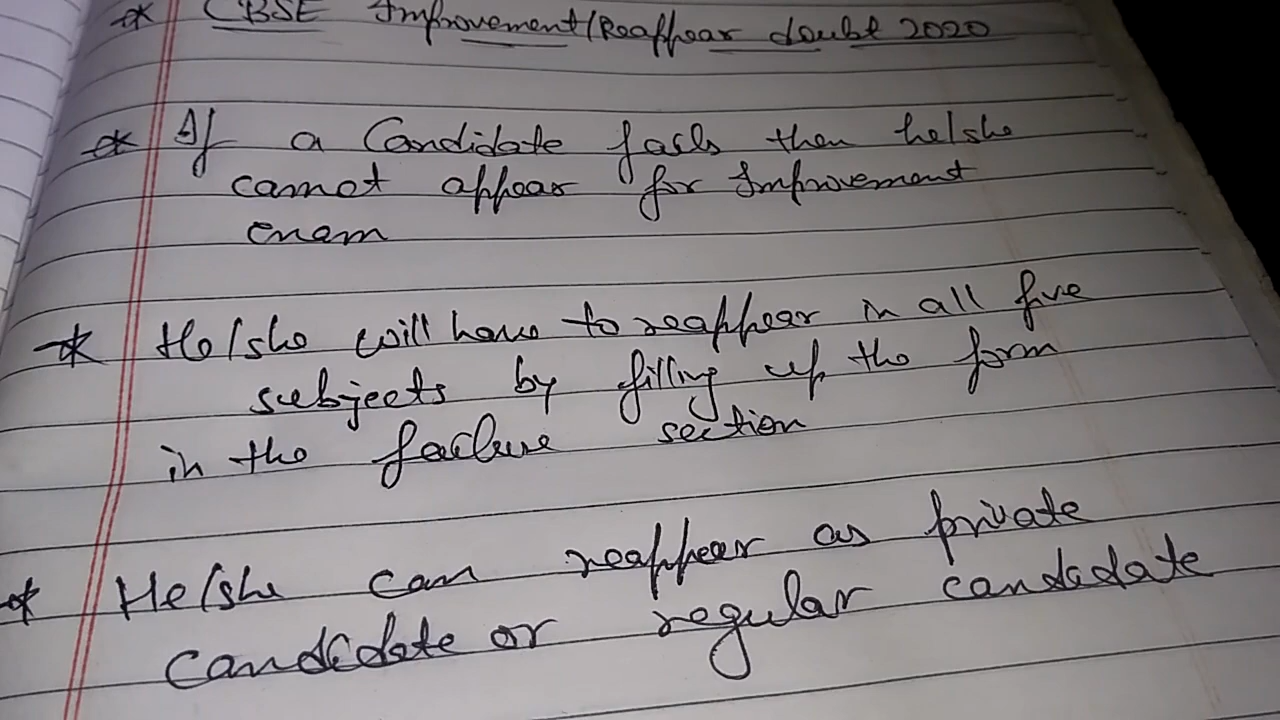 * CBSE Improvement/Reappear doubt 2020
* If a Candidate fails then he/she
cannot appear for Improvement
enam
* He/she will have to reappear in all five
subjects by filling up the form
in the failure section
* He/she can reappear as private
candidate or regular candidate